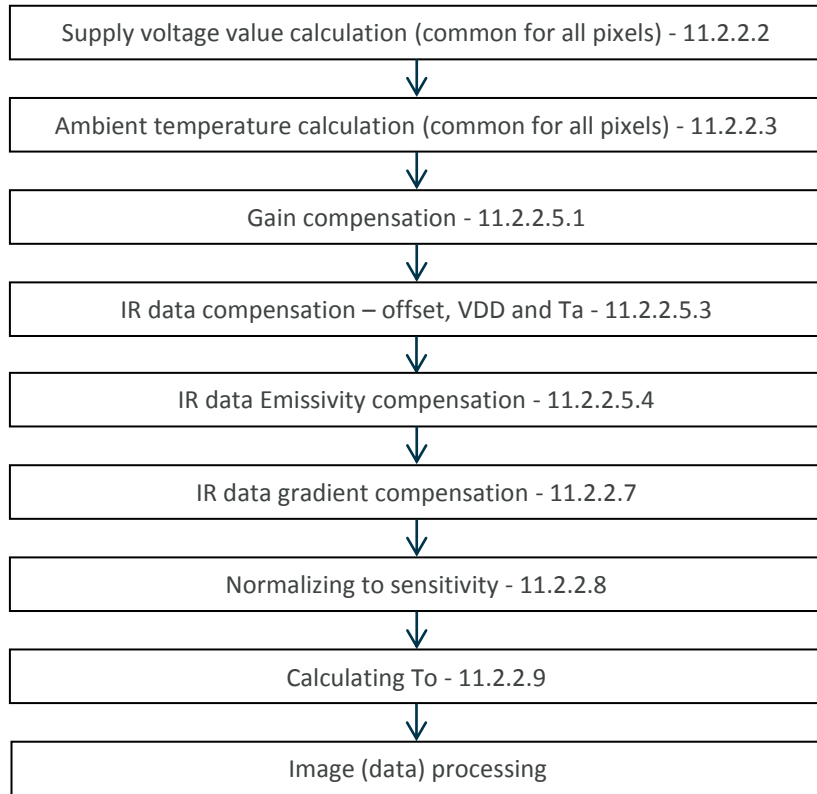 Supply voltage value calculation (common for all pixels) - 11.2.2.2
Ambient temperature calculation (common for all pixels) - 11.2.2.3
Gain compensation - 11.2.2.5.1
IR data compensation – offset, VDD and Ta - 11.2.2.5.3
IR data Emissivity compensation - 11.2.2.5.4
IR data gradient compensation - 11.2.2.7
Normalizing to sensitivity - 11.2.2.8
Calculating To - 11.2.2.9
Image (data) processing